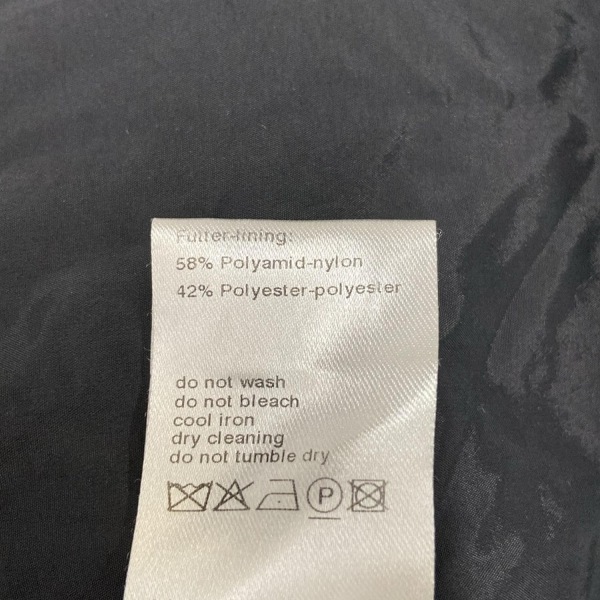 Futter-lining:
58% Polyamid-nylon
42% Polyester-polyester
do not wash
do not bleach
cool iron
dry cleaning
do not tumble dry
P